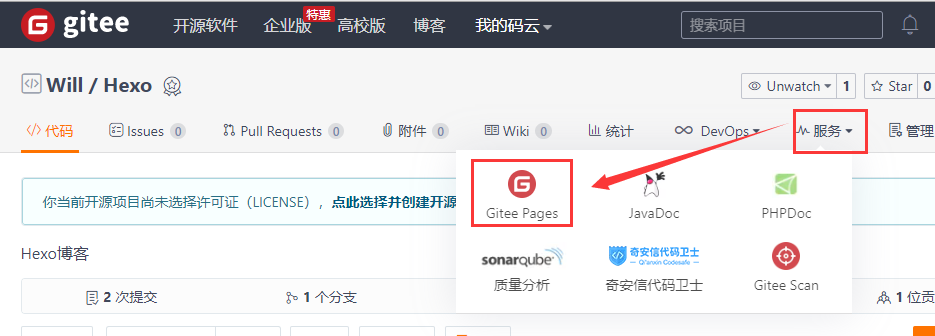 gitee 开源软件 企业版 特惠 高校版 博客 我的码云 搜索项目
Will / Hexo Unwatch 1 Star 0
代码 Issues 0 Pull Requests 0 附件 0 Wiki 0 统计 DevOps 服务 管理
你当前开源项目尚未选择许可证（LICENSE），点此选择并创建开源
Gitee Pages JavaDoc PHPDoc
Hexo博客
sonarqube 奇安信代码卫士 Qi'anxin Codesafe
质量分析 奇安信代码卫士 Gitee Scan
2 次提交 1 个分支 1 位贡